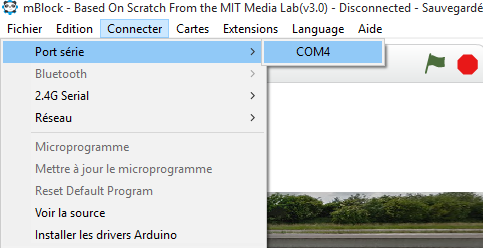 mBlock - Based On Scratch From the MIT Media Lab(v3.0) - Disconnected - Sauvegardé
Fichier Edition Connecter Cartes Extensions Language Aide
Port série > COM4
Bluetooth >
2.4G Serial >
Réseau >
Microprogramme
Mettre à jour le microprogramme
Reset Default Program
Voir la source
Installer les drivers Arduino